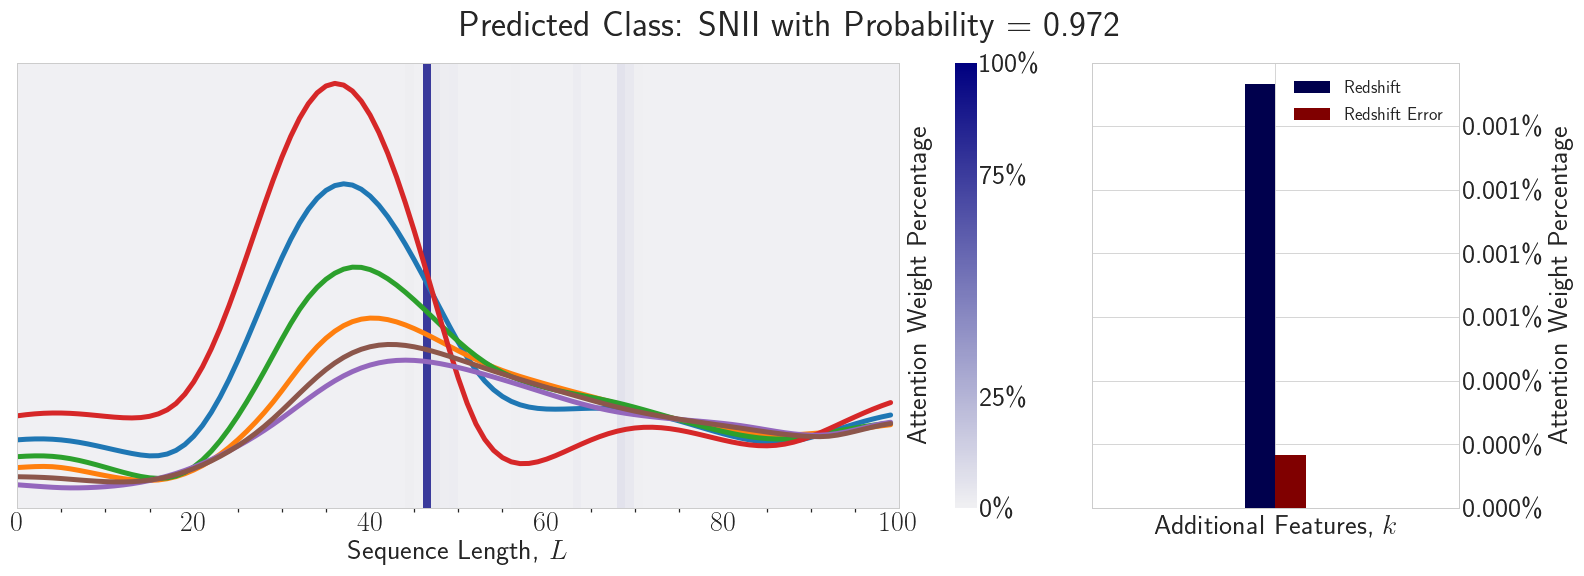 Predicted Class: SNII with Probability = 0.972
0 20 40 60 80 100
Sequence Length, L
100%
75%
25%
0%
Attention Weight Percentage
Redshift
Redshift Error
0.001%
0.001%
0.001%
0.001%
0.000%
0.000%
0.000%
Attention Weight Percentage
Additional Features, k